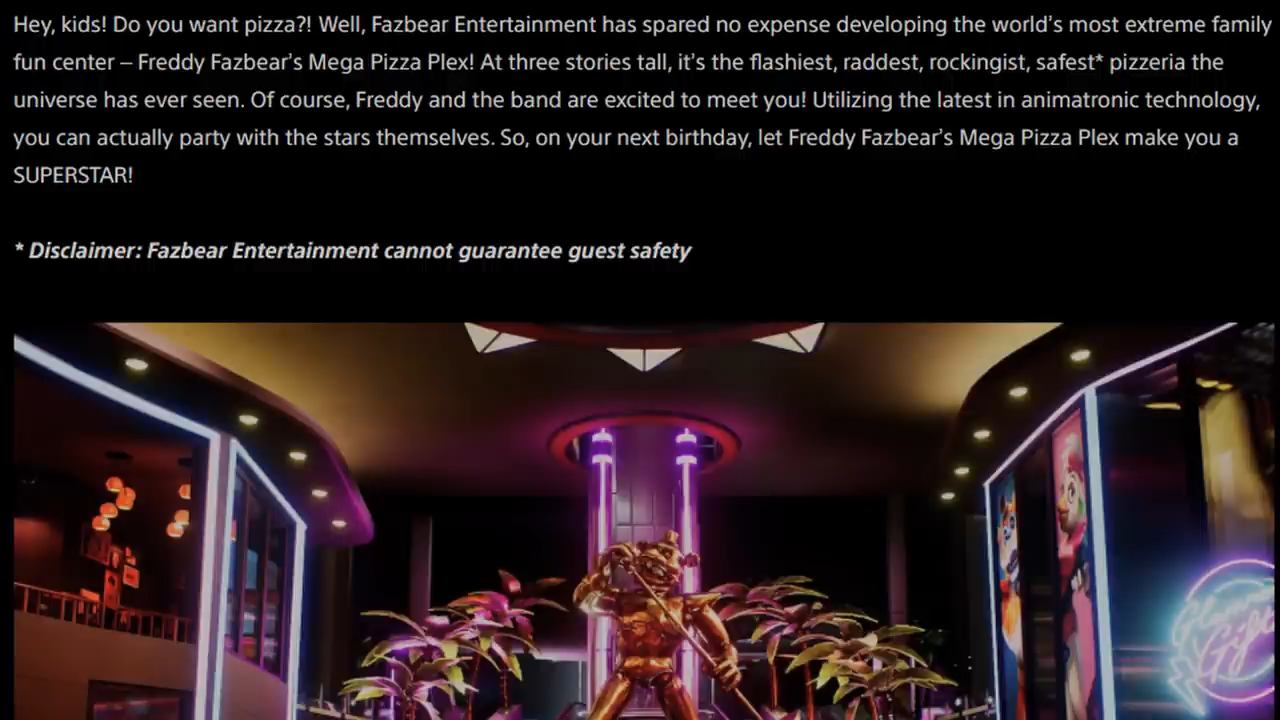 Hey, kids! Do you want pizza?! Well, Fazbear Entertainment has spared no expense developing the world's most extreme family
fun center – Freddy Fazbear's Mega Pizza Plex! At three stories tall, it's the flashiest, raddest, rockingist, safest* pizzeria the
universe has ever seen. Of course, Freddy and the band are excited to meet you! Utilizing the latest in animatronic technology,
you can actually party with the stars themselves. So, on your next birthday, let Freddy Fazbear's Mega Pizza Plex make you a
SUPERSTAR!
* Disclaimer: Fazbear Entertainment cannot guarantee guest safety